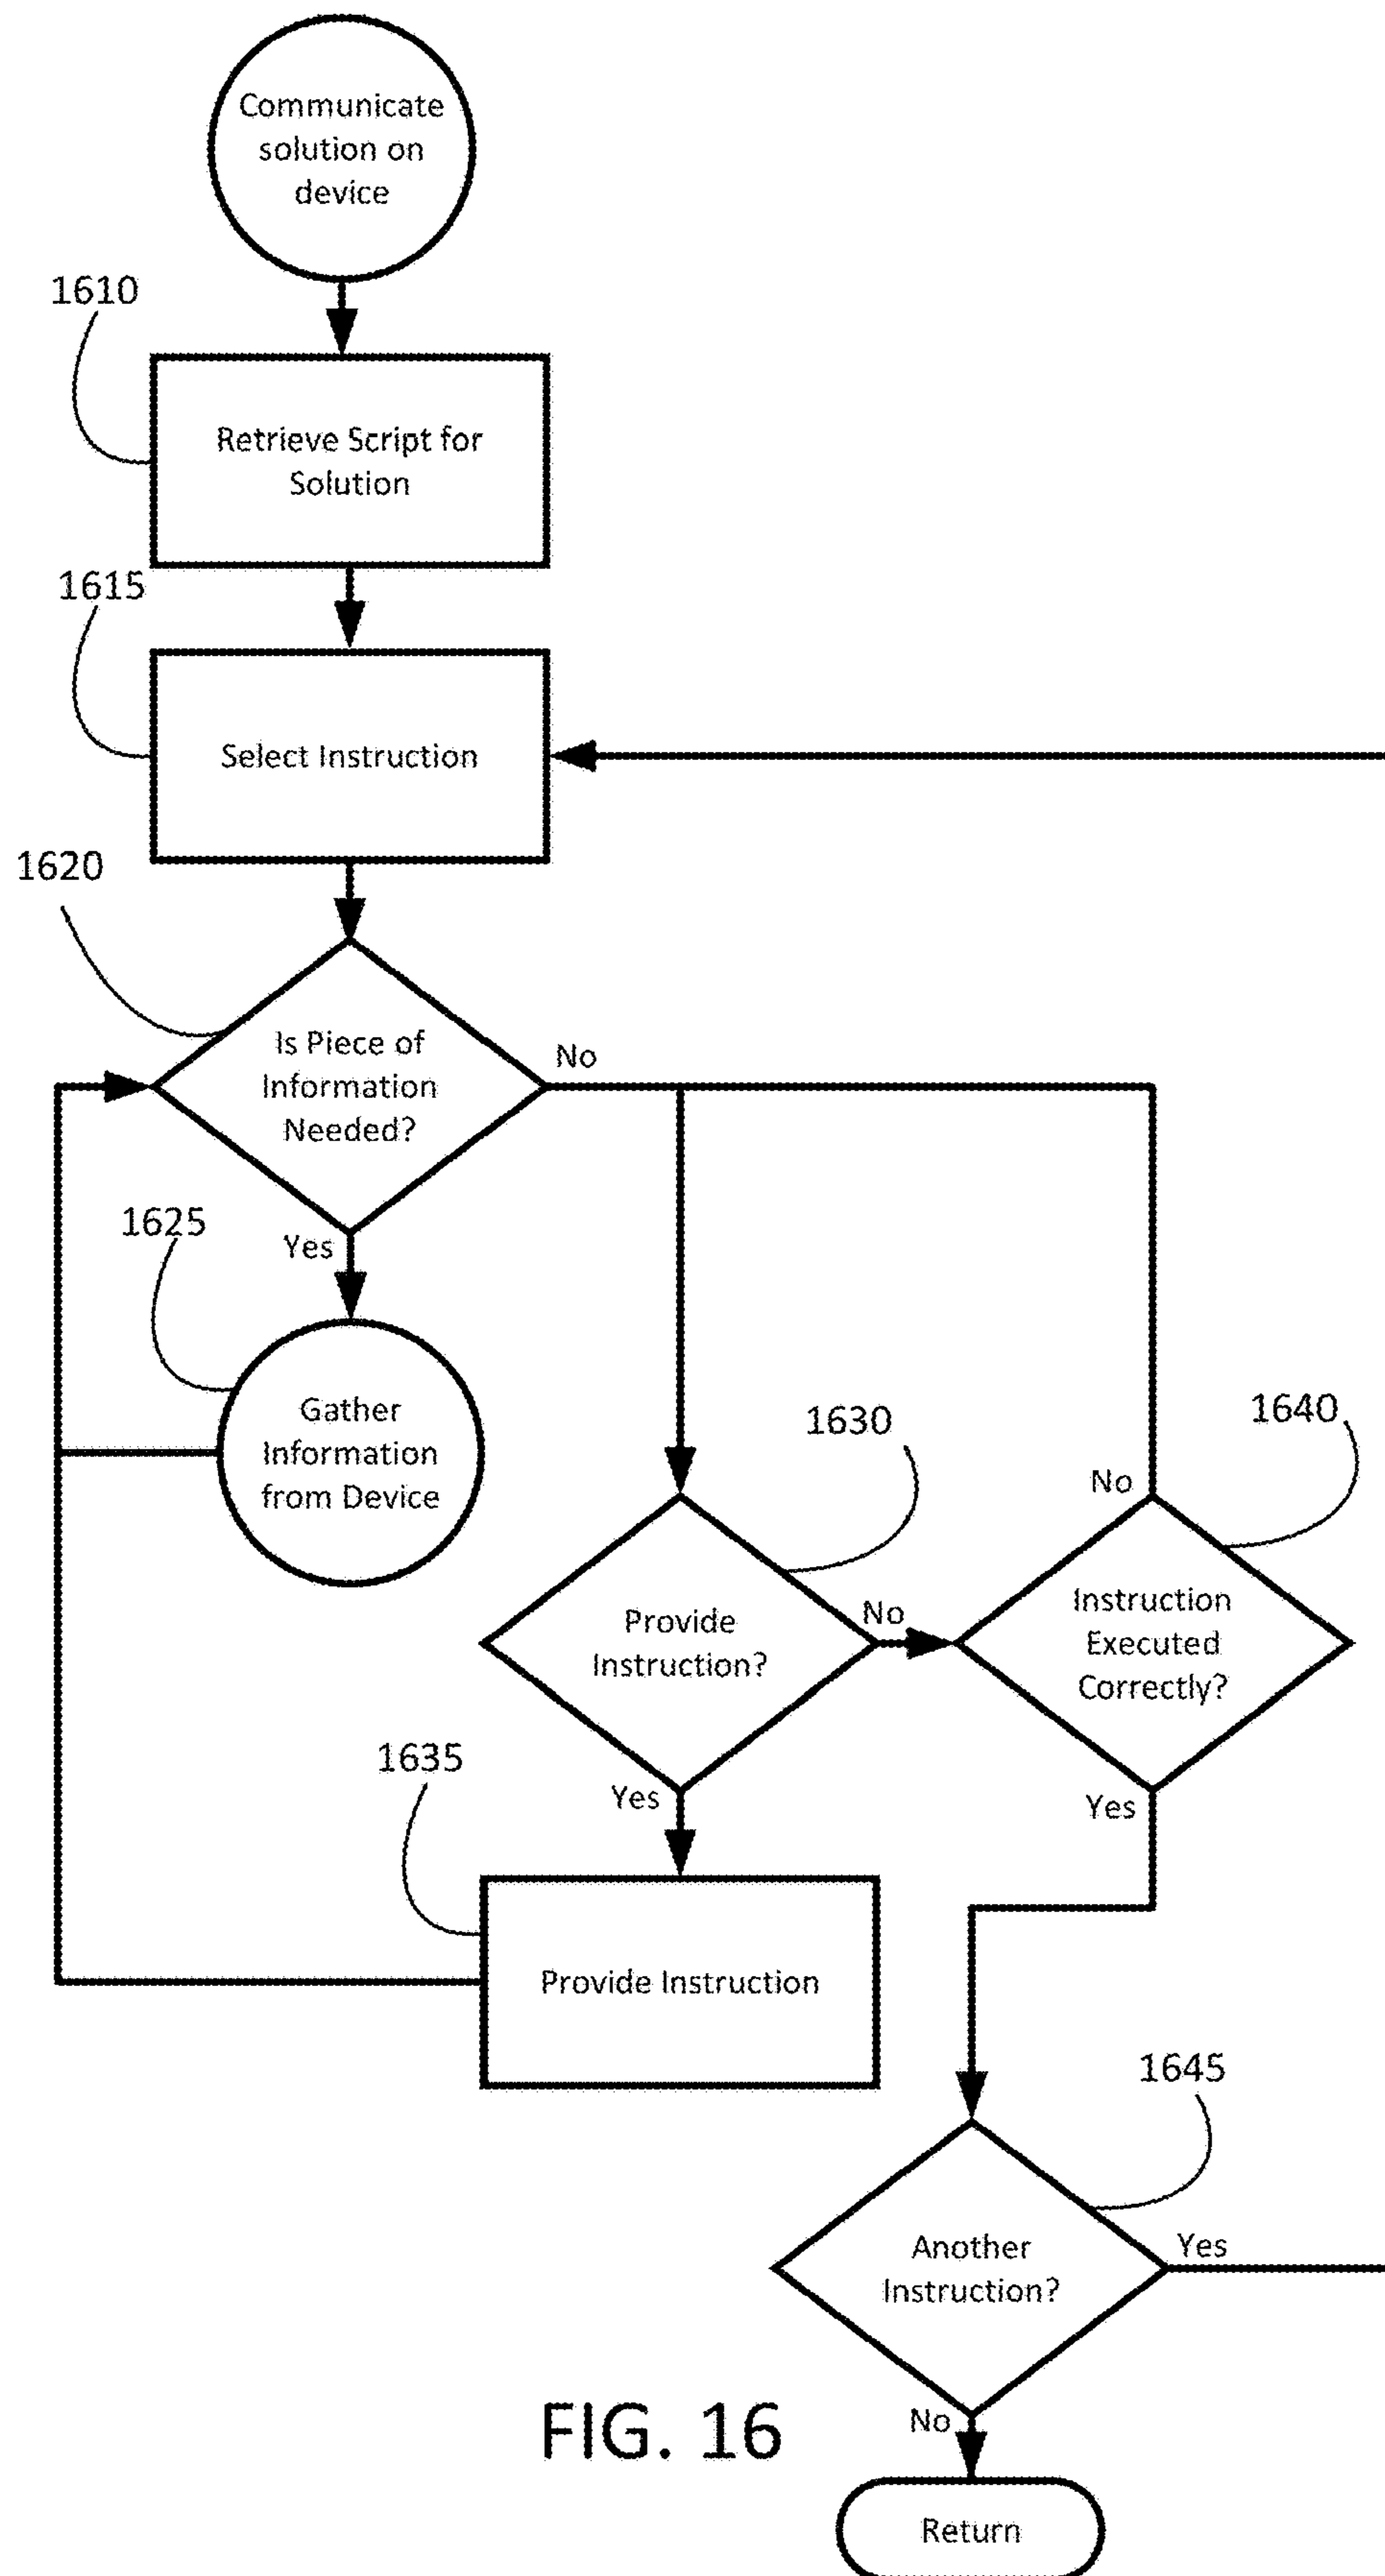 Communicate
solution on
device
1610
Retrieve Script for
Solution
1615
Select Instruction
1620
Is Piece of
Information
Needed?
No
Yes
1625
Gather
Information
from Device
1630
Provide
Instruction?
No
Yes
1640
No
Instruction
Executed
Correctly?
Yes
1635
Provide Instruction
1645
Another
Instruction?
Yes
No
Return
FIG. 16